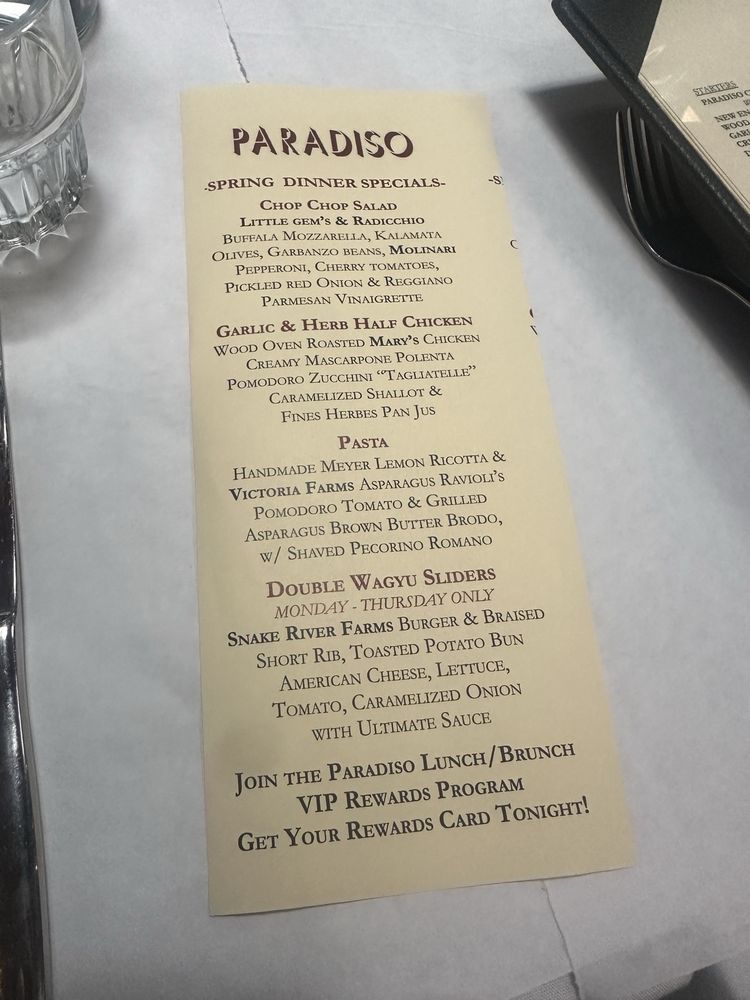 PARADISO
-SPRING DINNER SPECIALS-
CHOP CHOP SALAD
LITTLE GEM'S & RADICCHIO
BUFFALA MOZZARELLA, KALAMATA
OLIVES, GARBANZO BEANS, MOLINARI
PEPPERONI, CHERRY TOMATOES,
PICKLED RED ONION & REGGIANO
PARMESAN VINAIGRETTE
GARLIC & HERB HALF CHICKEN
WOOD OVEN ROASTED MARY'S CHICKEN
CREAMY MASCARPONE POLENTA
POMODORO ZUCCHINI "TAGLIATELLE"
CARAMELIZED SHALLOT &
FINES HERBES PAN JUS
PASTA
HANDMADE MEYER LEMON RICOTTA &
VICTORIA FARMS ASPARAGUS RAVIOLI'S
POMODORO TOMATO & GRILLED
ASPARAGUS BROWN BUTTER BRODO,
W/ SHAVED PECORINO ROMANO
DOUBLE WAGYU SLIDERS
MONDAY - THURSDAY ONLY
SNAKE RIVER FARMS BURGER & BRAISED
SHORT RIB, TOASTED POTATO BUN
AMERICAN CHEESE, LETTUCE,
TOMATO, CARAMELIZED ONION
WITH ULTIMATE SAUCE
JOIN THE PARADISO LUNCH/BRUNCH
VIP REWARDS PROGRAM
GET YOUR REWARDS CARD TONIGHT!
STARTERS
PARADISO
NEW
WOOD